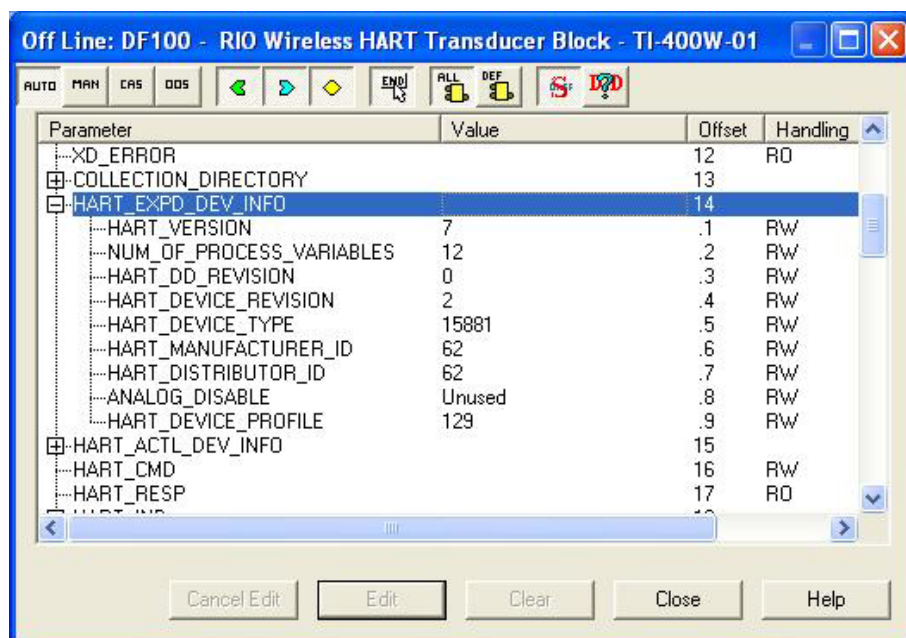 Off Line: DF100 - RIO Wireless HART Transducer Block - TI-400W-01
AUTO MAN CAS OOS END ALL DEF
Parameter Value Offset Handling
XD_ERROR 12 RO
COLLECTION_DIRECTORY 13
HART_EXPD_DEV_INFO 14
HART_VERSION 7 .1 RW
NUM_OF_PROCESS_VARIABLES 12 .2 RW
HART_DD_REVISION 0 .3 RW
HART_DEVICE_REVISION 2 .4 RW
HART_DEVICE_TYPE 15881 .5 RW
HART_MANUFACTURER_ID 62 .6 RW
HART_DISTRIBUTOR_ID 62 .7 RW
ANALOG_DISABLE Unused .8 RW
HART_DEVICE_PROFILE 129 .9 RW
HART_ACTL_DEV_INFO 15
HART_CMD 16 RW
HART_RESP 17 RO
Cancel Edit Edit Clear Close Help